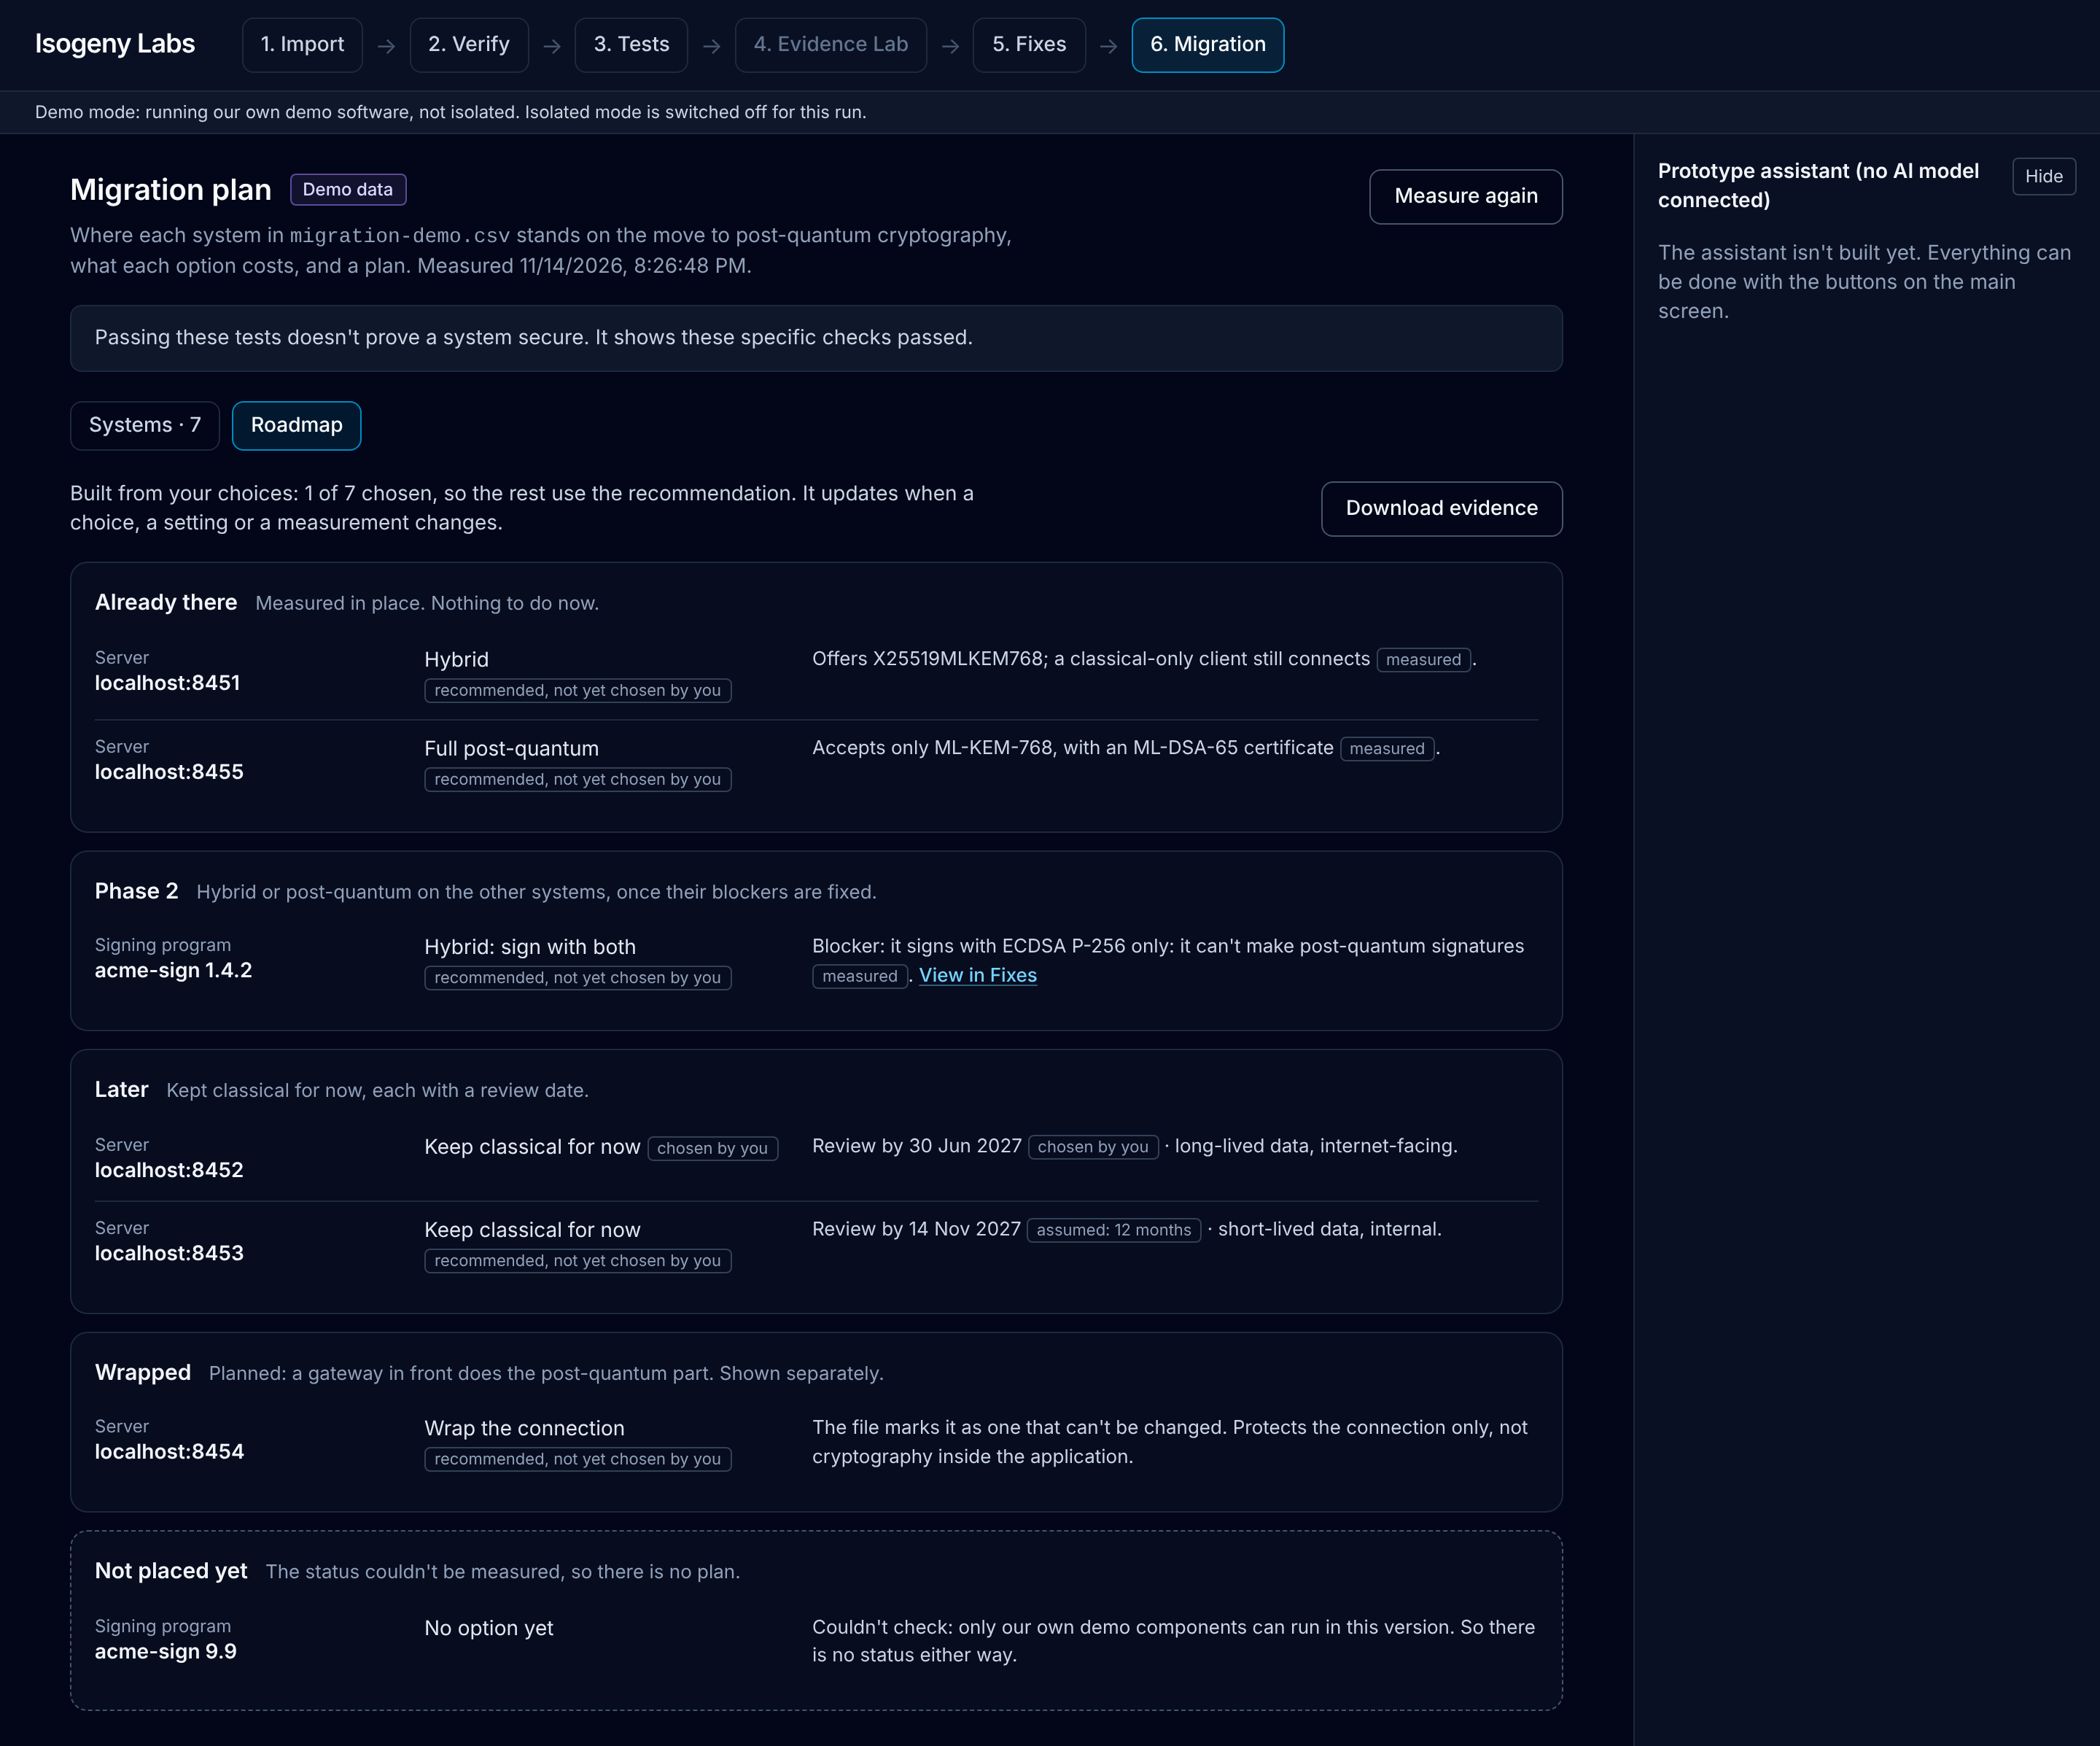 Isogeny Labs
1. Import → 2. Verify → 3. Tests → 4. Evidence Lab → 5. Fixes → 6. Migration
Demo mode: running our own demo software, not isolated. Isolated mode is switched off for this run.
Migration plan
Demo data
Measure again
Where each system in migration-demo.csv stands on the move to post-quantum cryptography,
what each option costs, and a plan. Measured 11/14/2026, 8:26:48 PM.
Passing these tests doesn't prove a system secure. It shows these specific checks passed.
Systems · 7
Roadmap
Built from your choices: 1 of 7 chosen, so the rest use the recommendation. It updates when a
choice, a setting or a measurement changes.
Download evidence
Already there Measured in place. Nothing to do now.
Server
localhost:8451
Hybrid
recommended, not yet chosen by you
Offers X25519MLKEM768; a classical-only client still connects measured.
Server
localhost:8455
Full post-quantum
recommended, not yet chosen by you
Accepts only ML-KEM-768, with an ML-DSA-65 certificate measured.
Phase 2 Hybrid or post-quantum on the other systems, once their blockers are fixed.
Signing program
acme-sign 1.4.2
Hybrid: sign with both
recommended, not yet chosen by you
Blocker: it signs with ECDSA P-256 only: it can't make post-quantum signatures
measured. View in Fixes
Later Kept classical for now, each with a review date.
Server
localhost:8452
Keep classical for now chosen by you
Review by 30 Jun 2027 chosen by you · long-lived data, internet-facing.
Server
localhost:8453
Keep classical for now
recommended, not yet chosen by you
Review by 14 Nov 2027 assumed: 12 months · short-lived data, internal.
Wrapped Planned: a gateway in front does the post-quantum part. Shown separately.
Server
localhost:8454
Wrap the connection
recommended, not yet chosen by you
The file marks it as one that can't be changed. Protects the connection only, not
cryptography inside the application.
Not placed yet The status couldn't be measured, so there is no plan.
Signing program
acme-sign 9.9
No option yet
Couldn't check: only our own demo components can run in this version. So there
is no status either way.
Prototype assistant (no AI model
connected)
Hide
The assistant isn't built yet. Everything can
be done with the buttons on the main
screen.